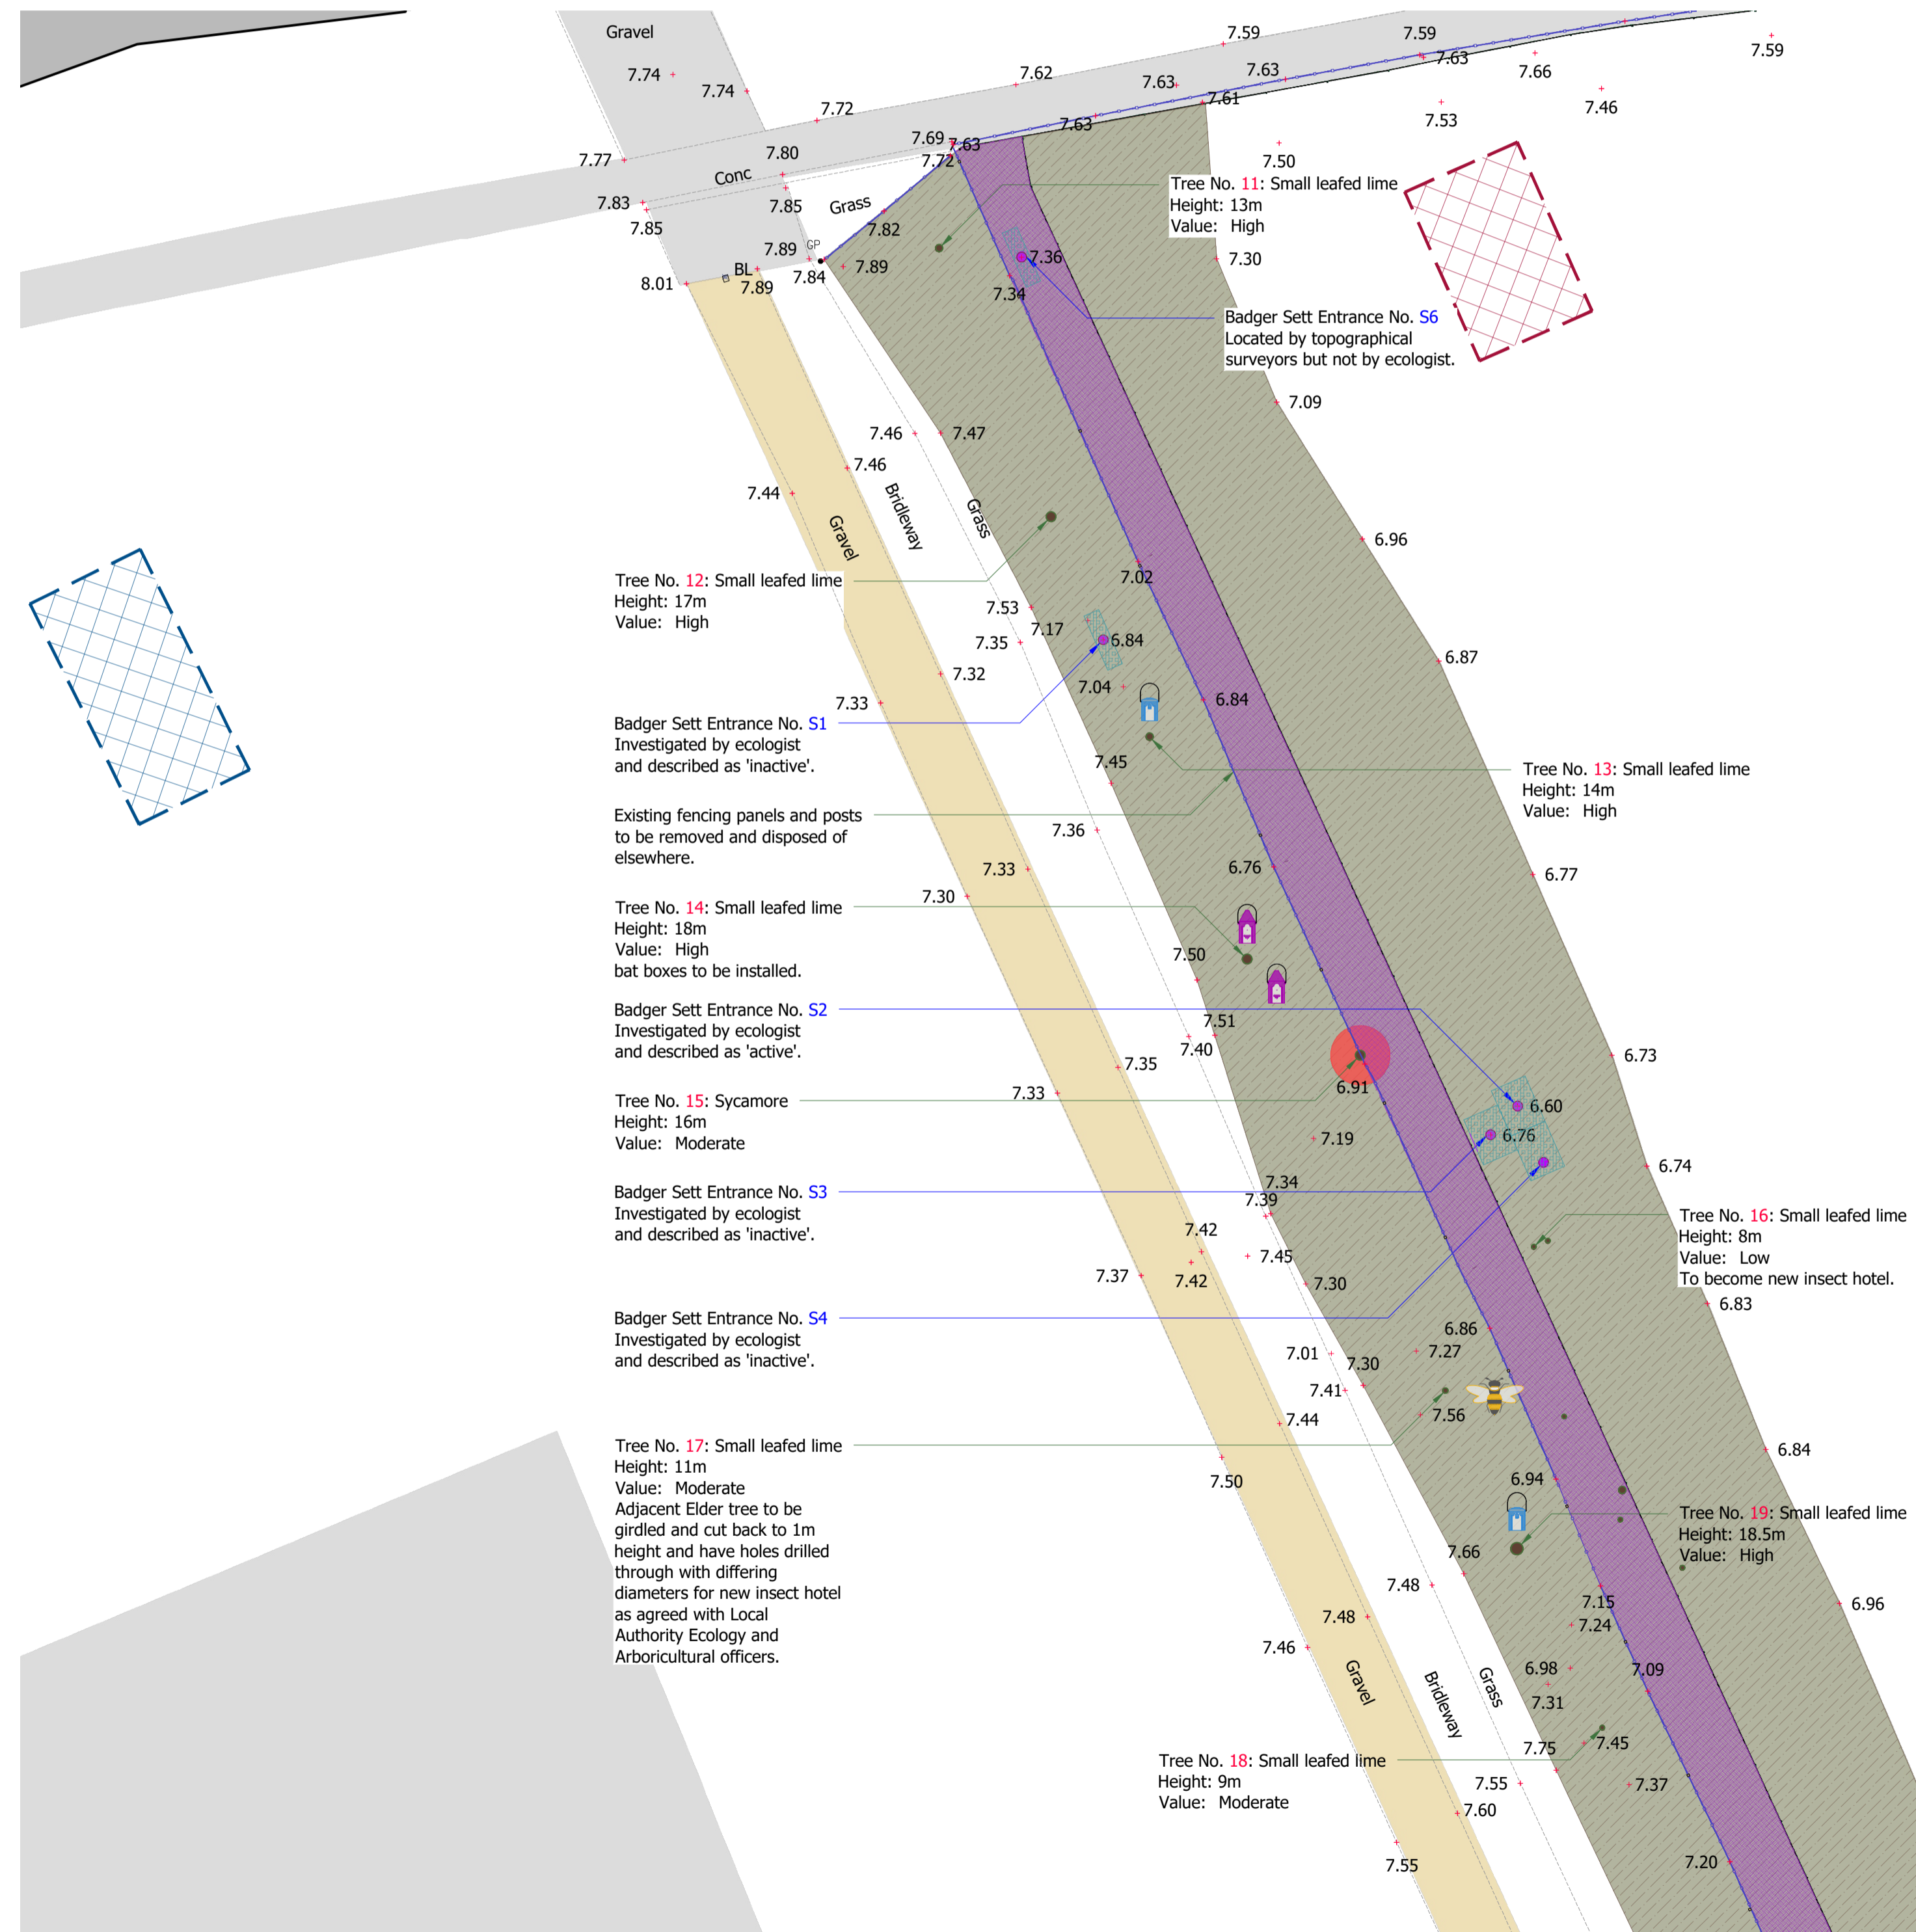 Gravel
7.59
7.59
7.59
7.63
7.66
7.74
7.62
7.63
7.63
7.74
7.61
7.46
7.72
7.53
7.63
7.69
7.63
7.77
7.80
7.72
7.50
Conc
Tree No. 11: Small leafed lime
Height: 13m
Value: High
7.83
7.85
Grass
7.85
7.82
7.89
GP
7.36
7.30
BL
7.84
7.89
8.01
7.89
7.34
Badger Sett Entrance No. S6
Located by topographical
surveyors but not by ecologist.
7.09
7.46
7.47
7.46
7.44
Bridleway
Grass
Gravel
6.96
Tree No. 12: Small leafed lime
Height: 17m
Value: High
7.02
7.53
7.17
7.35
6.84
6.87
7.32
7.04
7.33
6.84
Badger Sett Entrance No. S1
Investigated by ecologist
and described as 'inactive'.
7.45
Tree No. 13: Small leafed lime
Height: 14m
Value: High
Existing fencing panels and posts
to be removed and disposed of
elsewhere.
7.36
7.33
6.76
6.77
7.30
Tree No. 14: Small leafed lime
Height: 18m
Value: High
bat boxes to be installed.
7.50
Badger Sett Entrance No. S2
Investigated by ecologist
and described as 'active'.
7.51
7.40
7.35
6.73
7.33
6.91
6.60
Tree No. 15: Sycamore
Height: 16m
Value: Moderate
7.19
6.76
6.74
Badger Sett Entrance No. S3
Investigated by ecologist
and described as 'inactive'.
7.34
7.39
7.42
7.45
7.42
7.37
7.30
Tree No. 16: Small leafed lime
Height: 8m
Value: Low
To become new insect hotel.
6.83
Badger Sett Entrance No. S4
Investigated by ecologist
and described as 'inactive'.
6.86
7.01
7.30
7.27
7.41
7.44
7.56
6.84
Tree No. 17: Small leafed lime
Height: 11m
Value: Moderate
Adjacent Elder tree to be
girdled and cut back to 1m
height and have holes drilled
through with differing
diameters for new insect hotel
as agreed with Local
Authority Ecology and
Arboricultural officers.
7.50
6.94
Tree No. 19: Small leafed lime
Height: 18.5m
Value: High
7.66
7.48
7.15
6.96
7.48
7.24
7.46
6.98
7.09
7.31
Gravel
Bridleway
Grass
7.75
7.45
Tree No. 18: Small leafed lime
Height: 9m
Value: Moderate
7.55
7.37
7.60
7.55
7.20